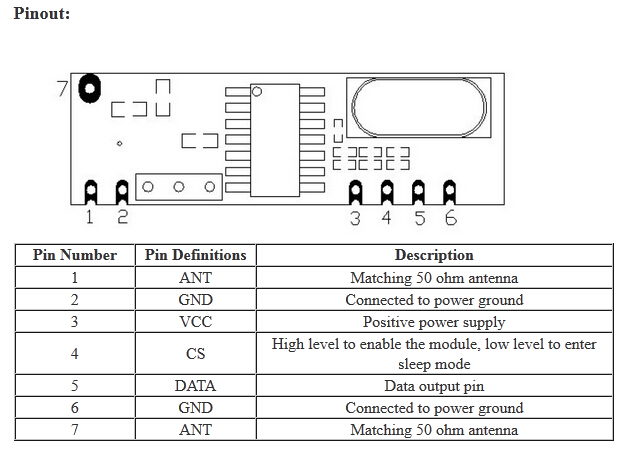 Pinout:
7
1 2 3 4 5 6
Pin Number Pin Definitions Description
1 ANT Matching 50 ohm antenna
2 GND Connected to power ground
3 VCC Positive power supply
4 CS High level to enable the module, low level to enter
sleep mode
5 DATA Data output pin
6 GND Connected to power ground
7 ANT Matching 50 ohm antenna